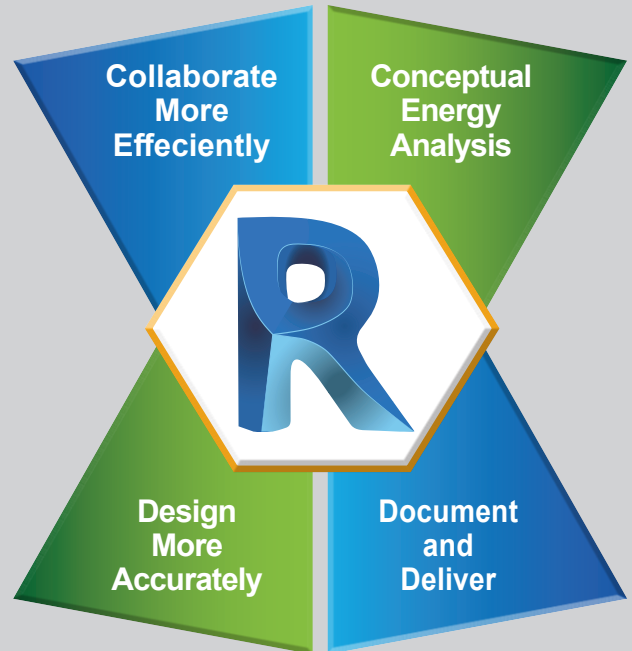 Collaborate
More
Effeciently
Conceptual
Energy
Analysis
R
Design
More
Accurately
Document
and
Deliver